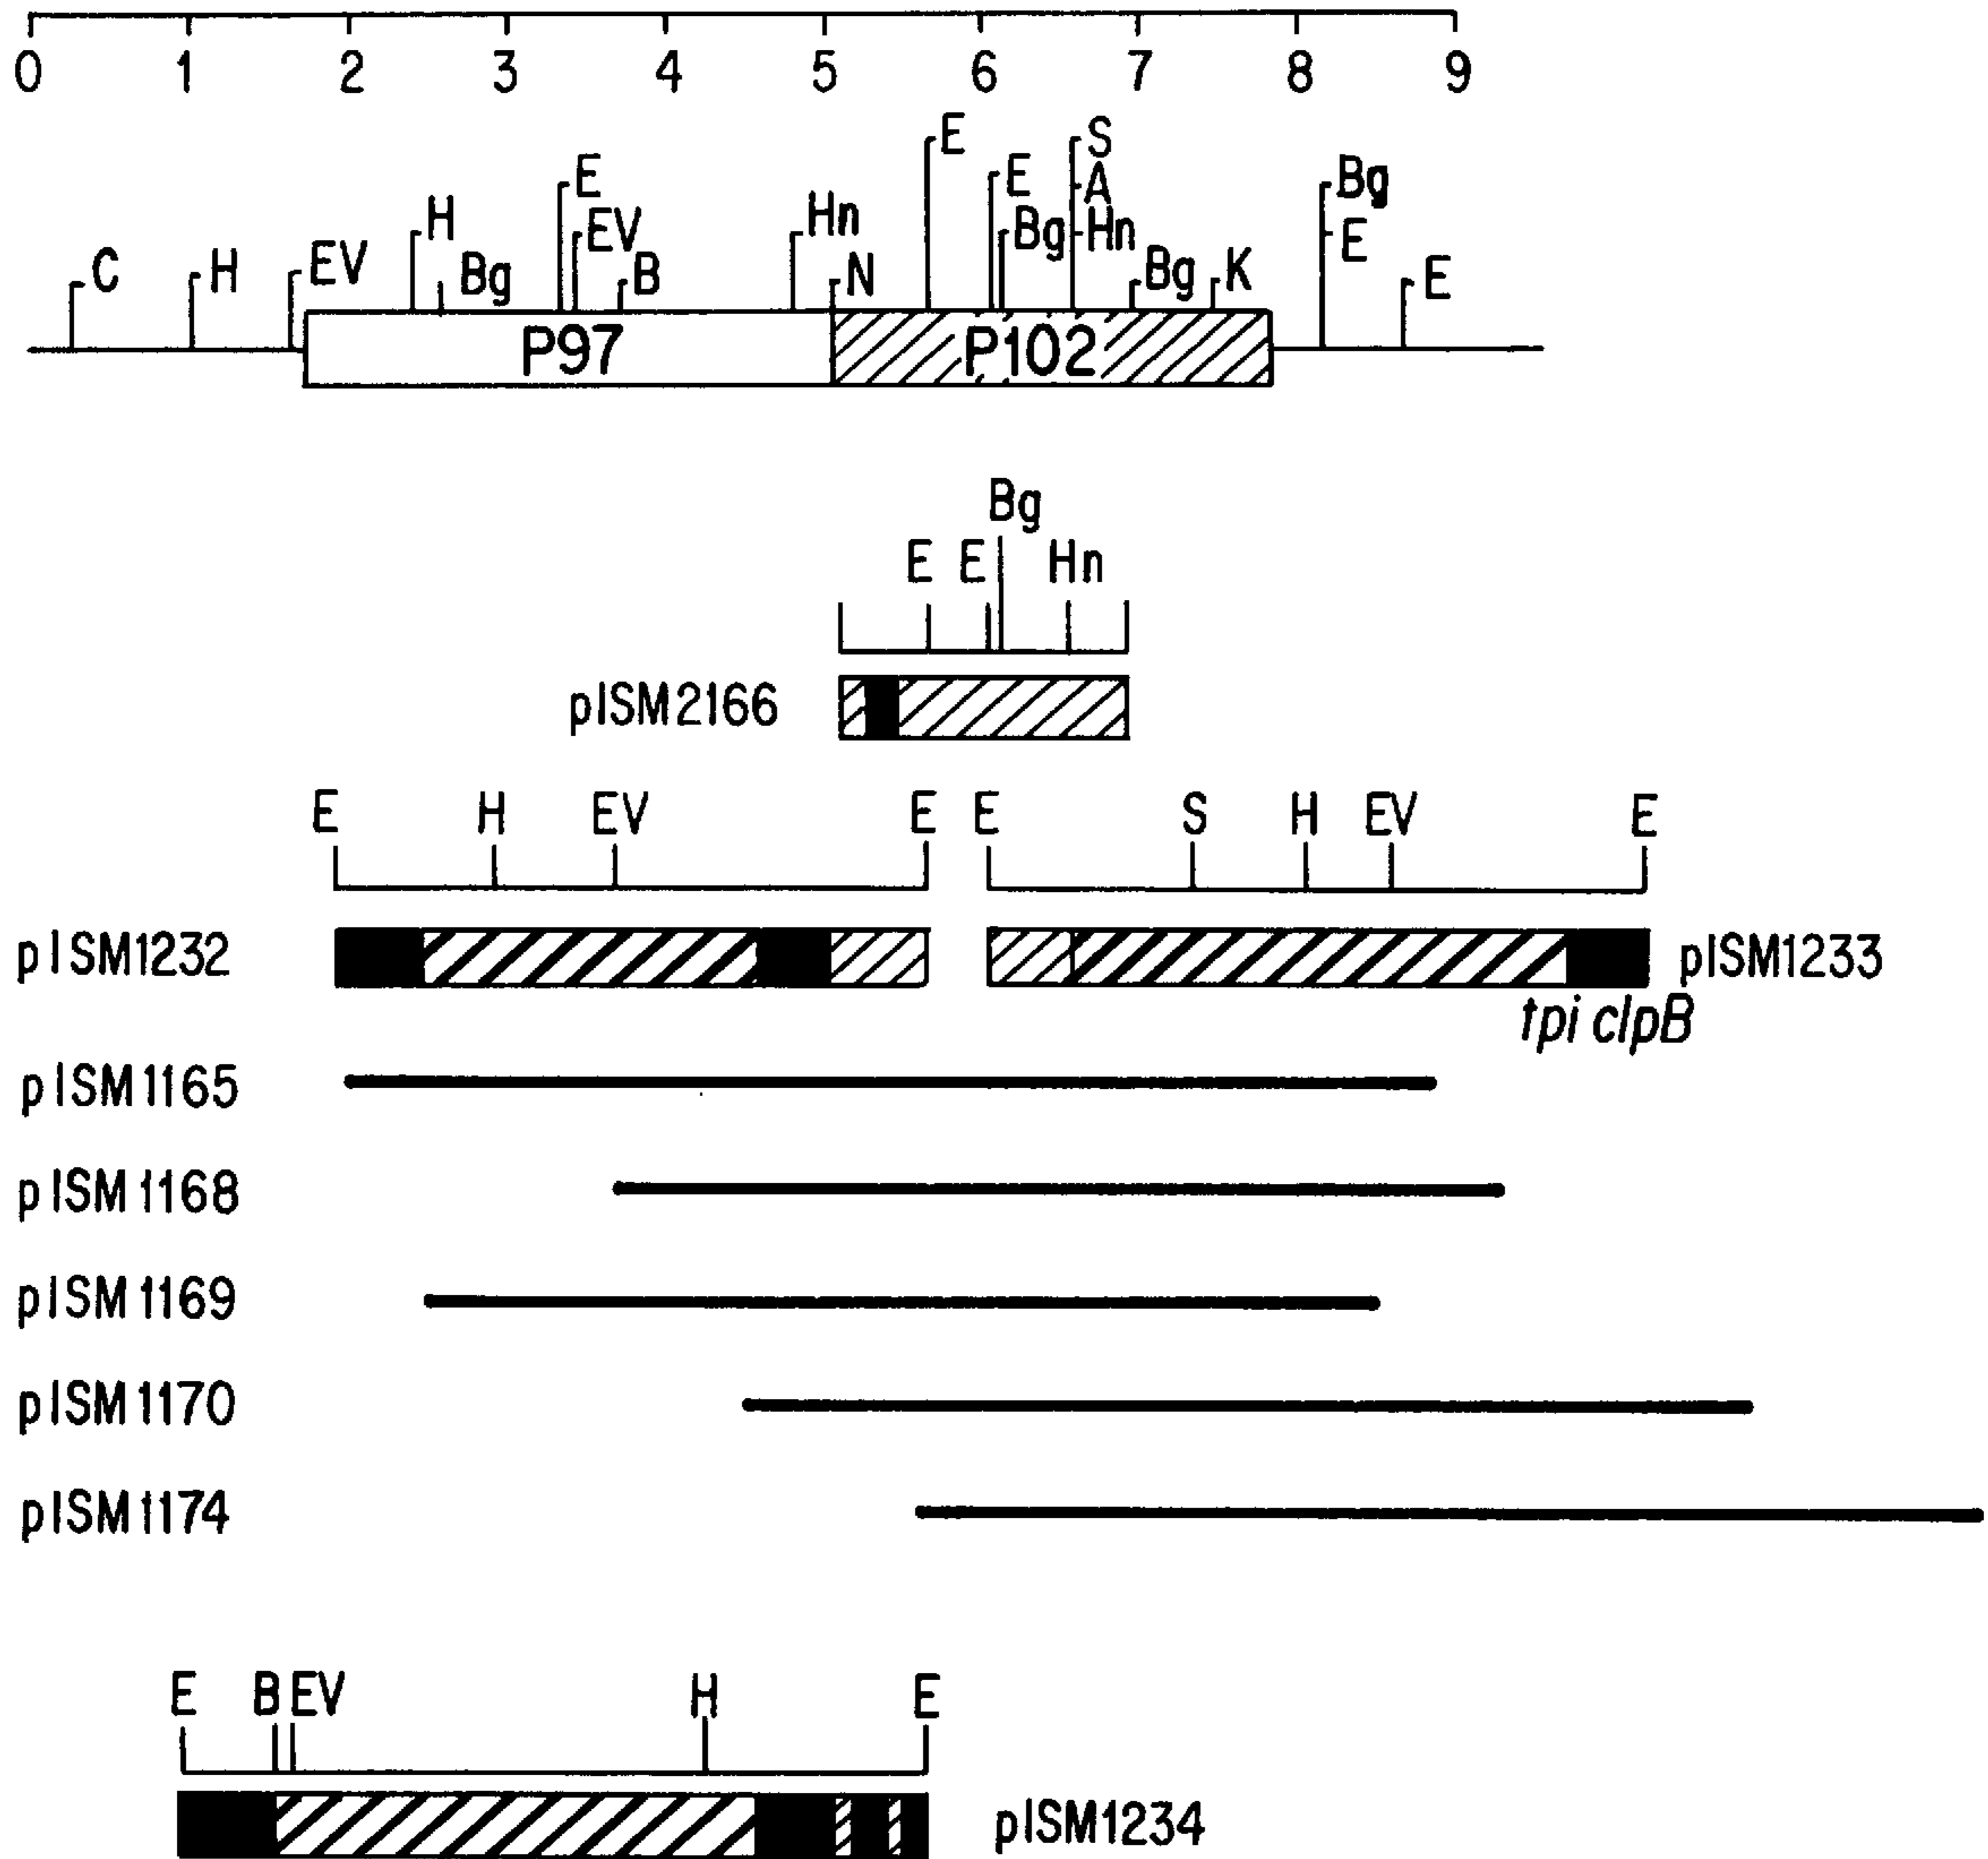 0 1 2 3 4 5 6 7 8 9
C H EV H Bg E EV B Hn N E E Bg S A Hn Bg K Bg E E
P97 P102
Bg
E E Hn
pISM2166
E H EV E E S H EV E
pISM1232 pISM1233
tpi clpB
pISM1165
pISM1168
pISM1169
pISM1170
pISM1174
E B EV H E
pISM1234